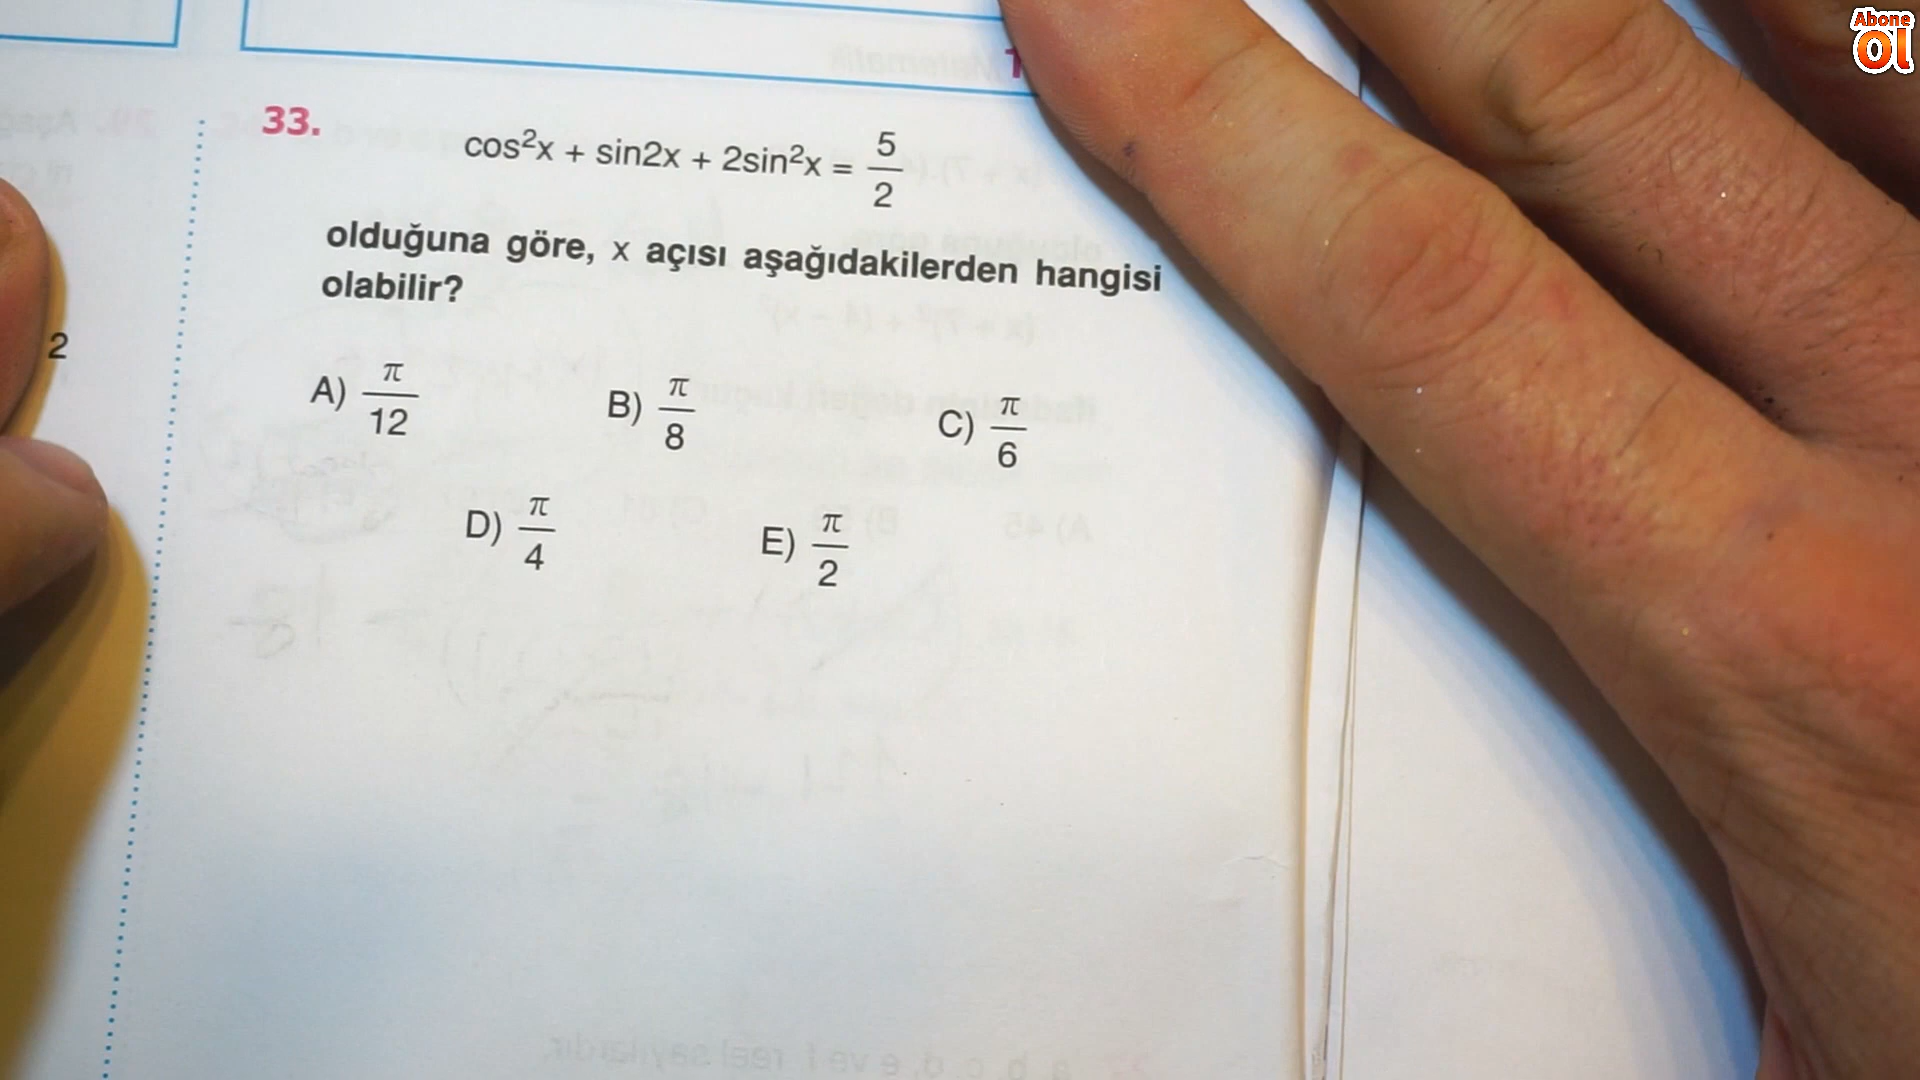 Abone
Ol
33.
cos²x + sin2x + 2sin²x = 5/2
olduğuna göre, x açısı aşağıdakilerden hangisi
olabilir?
2
A) π/12 B) π/8 C) π/6
D) π/4 E) π/2